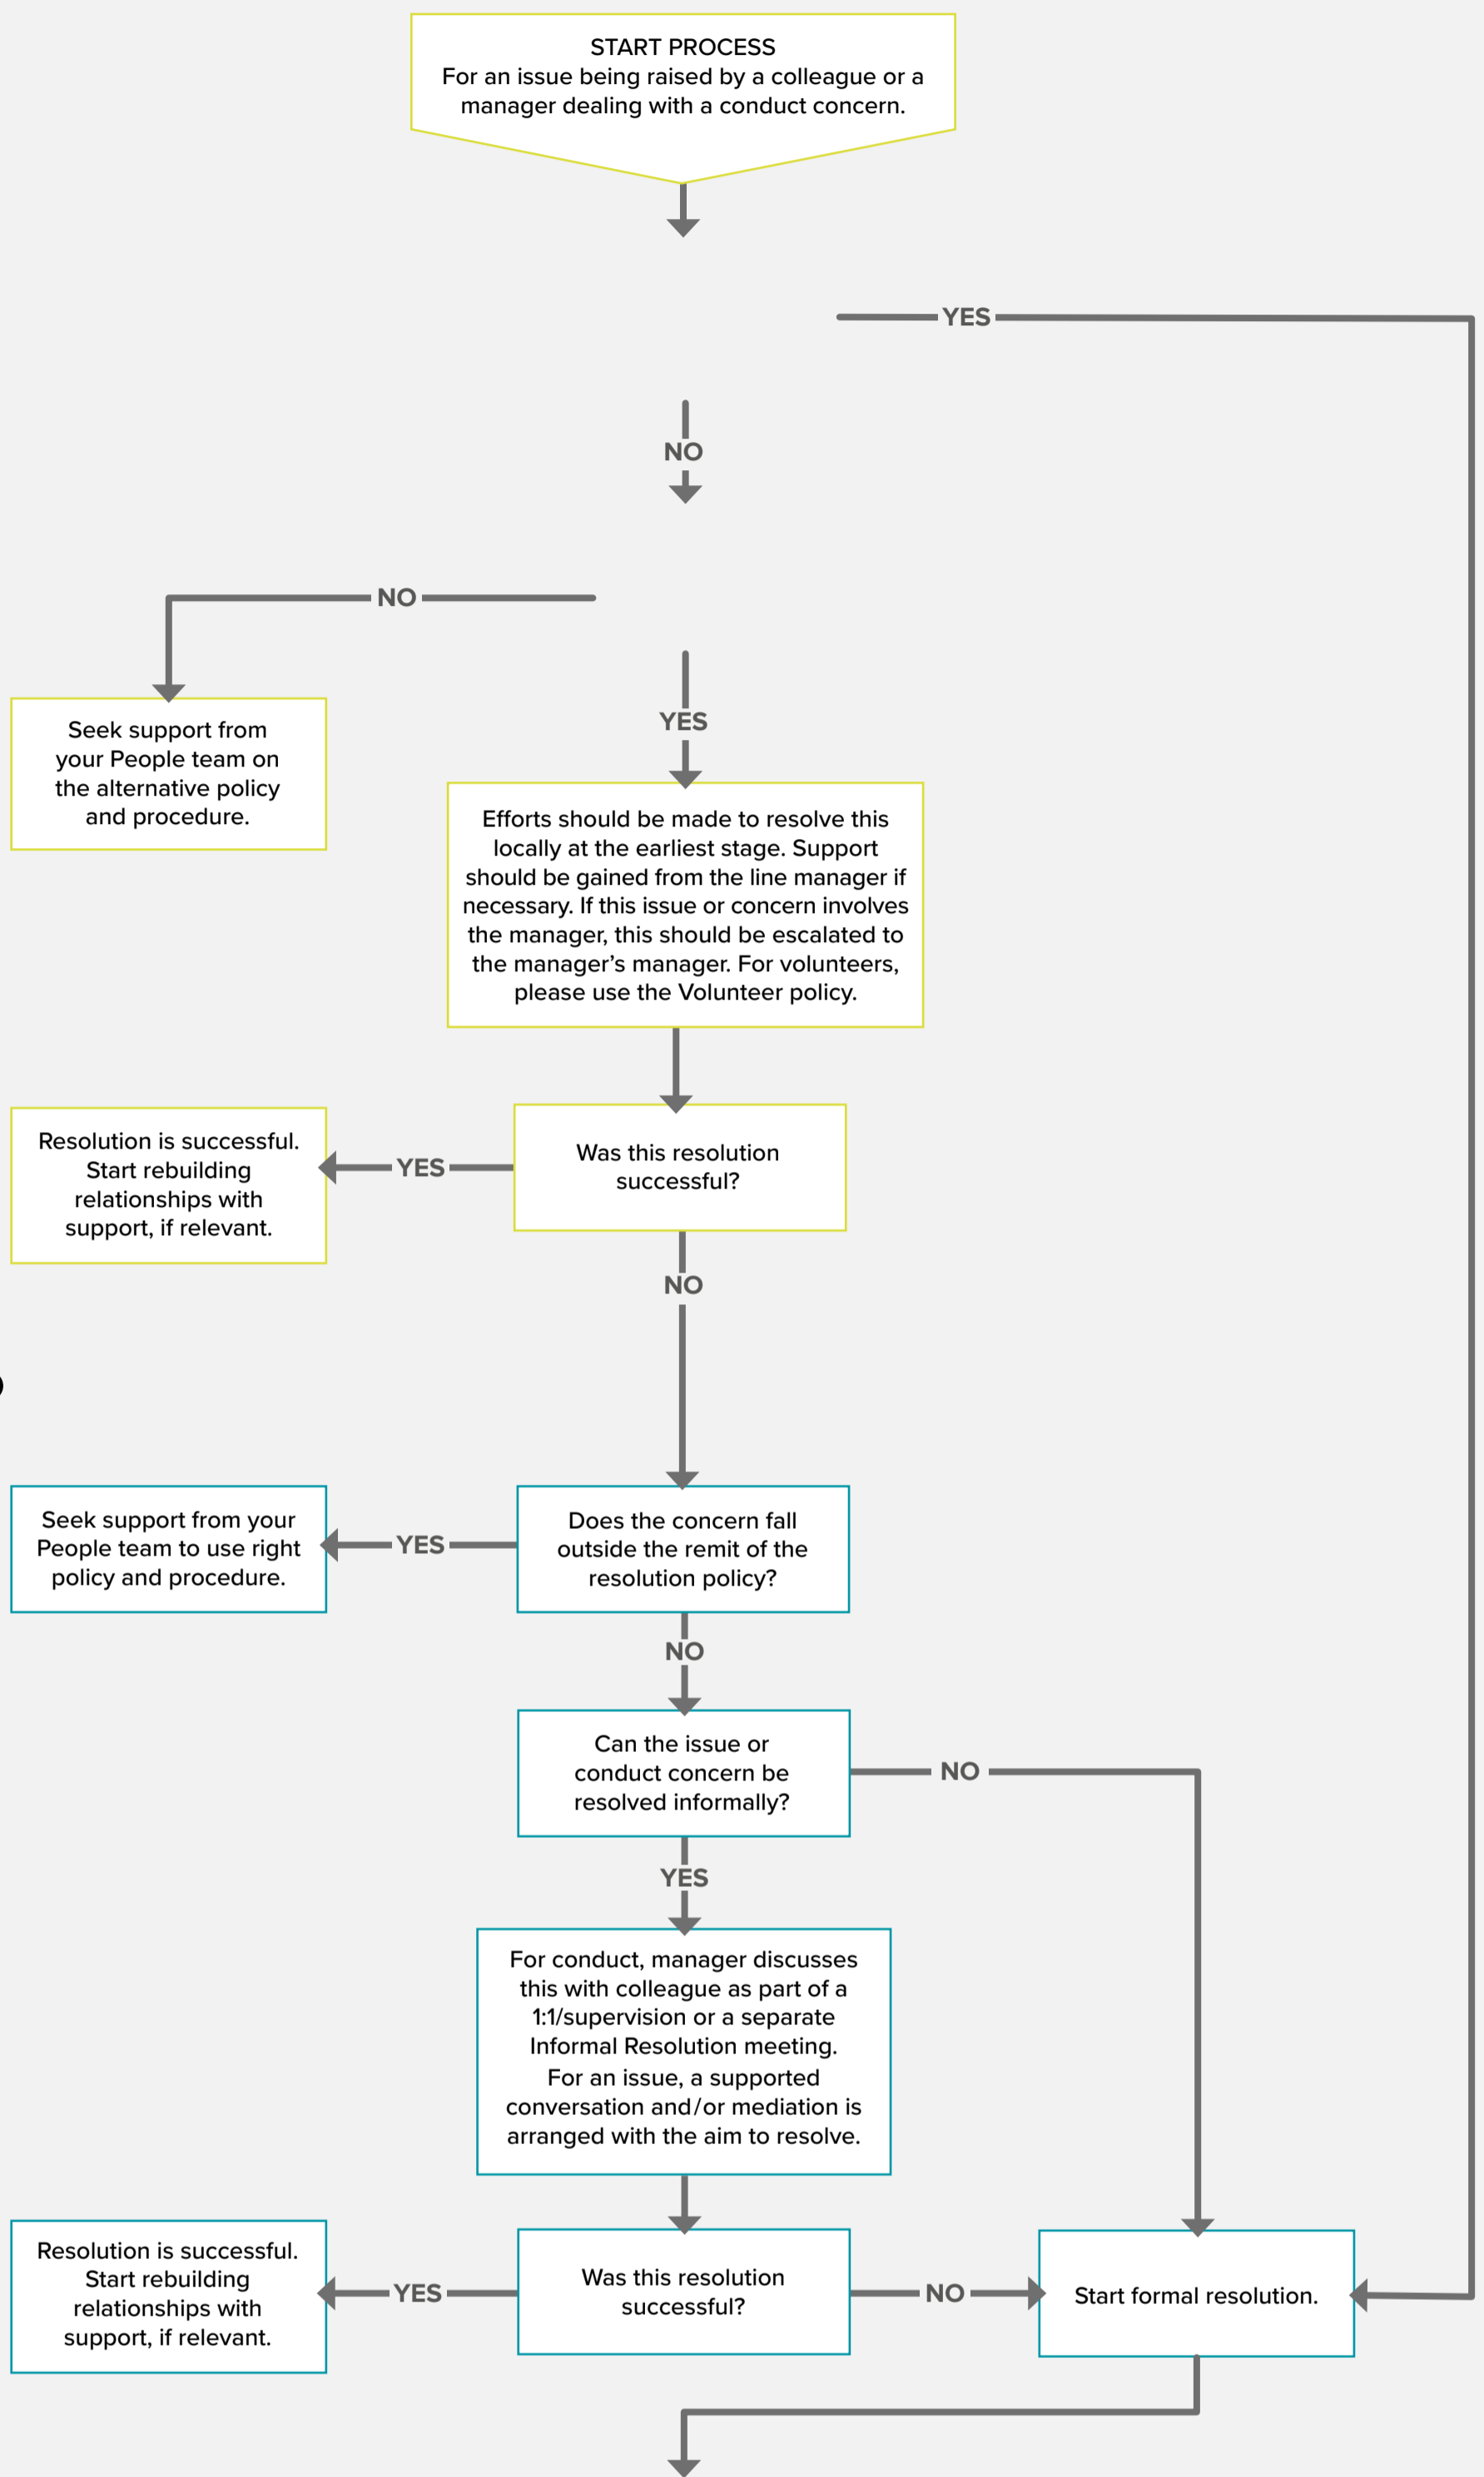 START PROCESS
For an issue being raised by a colleague or a
manager dealing with a conduct concern.
YES
NO
NO
Seek support from
your People team on
the alternative policy
and procedure.
YES
Efforts should be made to resolve this
locally at the earliest stage. Support
should be gained from the line manager if
necessary. If this issue or concern involves
the manager, this should be escalated to
the manager’s manager. For volunteers,
please use the Volunteer policy.
Resolution is successful.
Start rebuilding
relationships with
support, if relevant.
YES
Was this resolution
successful?
NO
Seek support from your
People team to use right
policy and procedure.
YES
Does the concern fall
outside the remit of the
resolution policy?
NO
Can the issue or
conduct concern be
resolved informally?
NO
YES
For conduct, manager discusses
this with colleague as part of a
1:1/supervision or a separate
Informal Resolution meeting.
For an issue, a supported
conversation and/or mediation is
arranged with the aim to resolve.
Resolution is successful.
Start rebuilding
relationships with
support, if relevant.
YES
Was this resolution
successful?
NO
Start formal resolution.